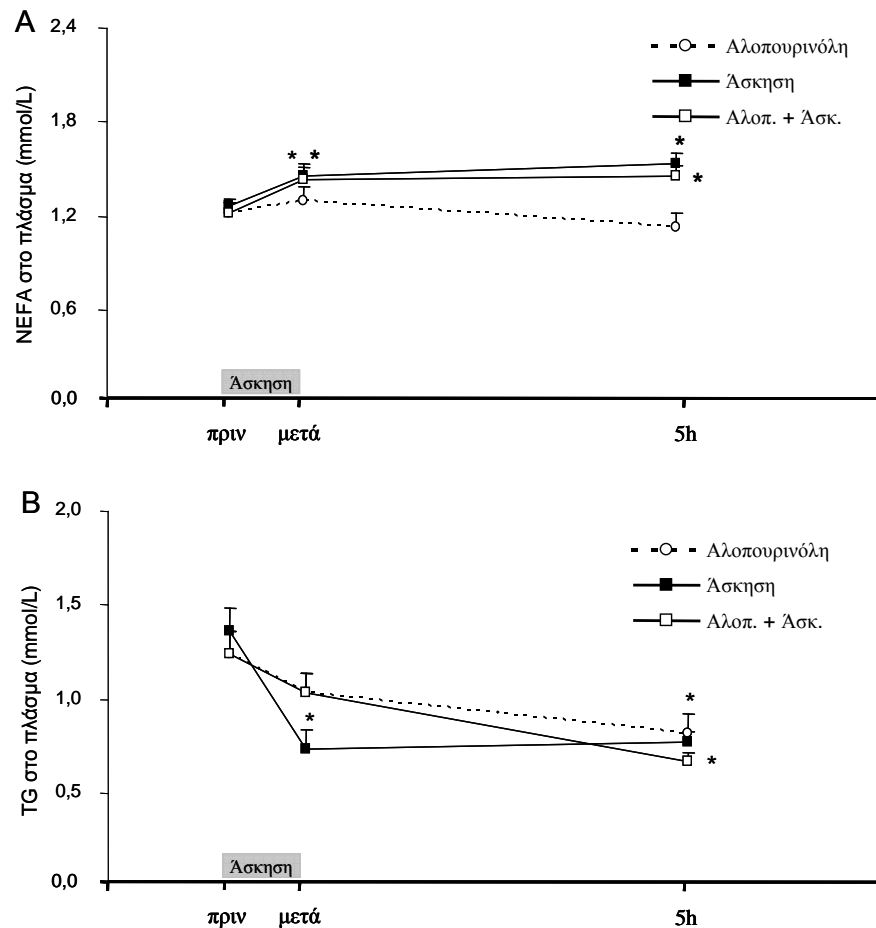 A
2,4
1,8
1,2
0,6
0,0
NEFA στο πλάσμα (mmol/L)
Αλοπουρινόλη
Άσκηση
Αλοπ. + Άσκ.
* *
*
*
Άσκηση
πριν μετά 5h
B
2,0
1,5
1,0
0,5
0,0
TG στο πλάσμα (mmol/L)
Αλοπουρινόλη
Άσκηση
Αλοπ. + Άσκ.
*
*
*
Άσκηση
πριν μετά 5h